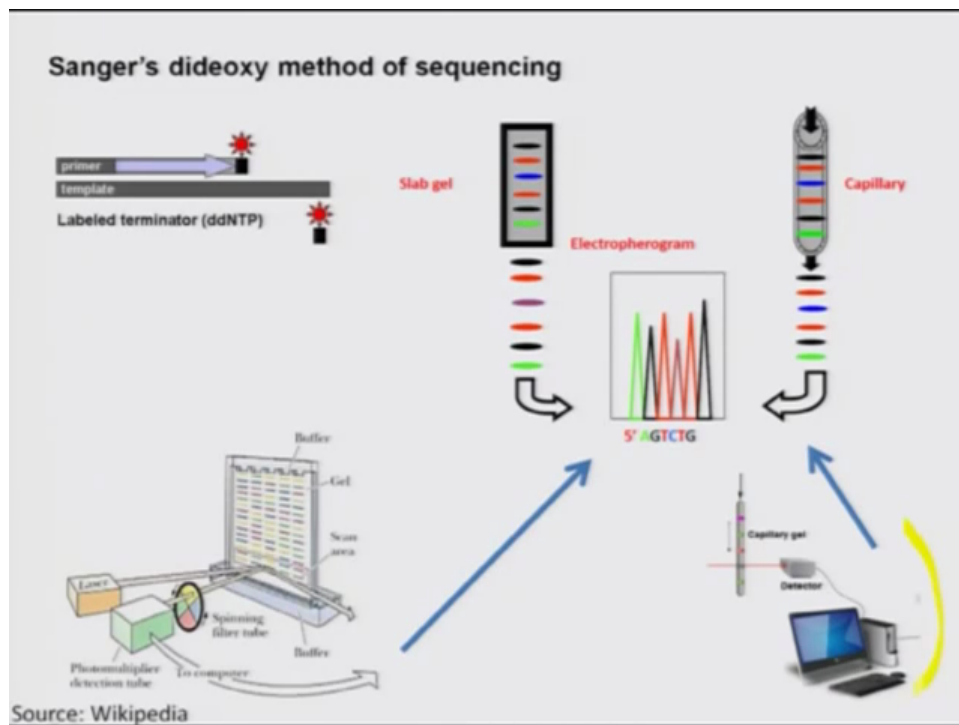 Sanger's dideoxy method of sequencing
primer
template
Labeled terminator (ddNTP)
Slab gel
Capillary
Electropherogram
5' AGTCTG
Buffer
Gel
Scan
area
Laser
Spinning
filter tube
Buffer
Photomultiplier
detection tube
To computer
Capillary gel
Detector
Source: Wikipedia